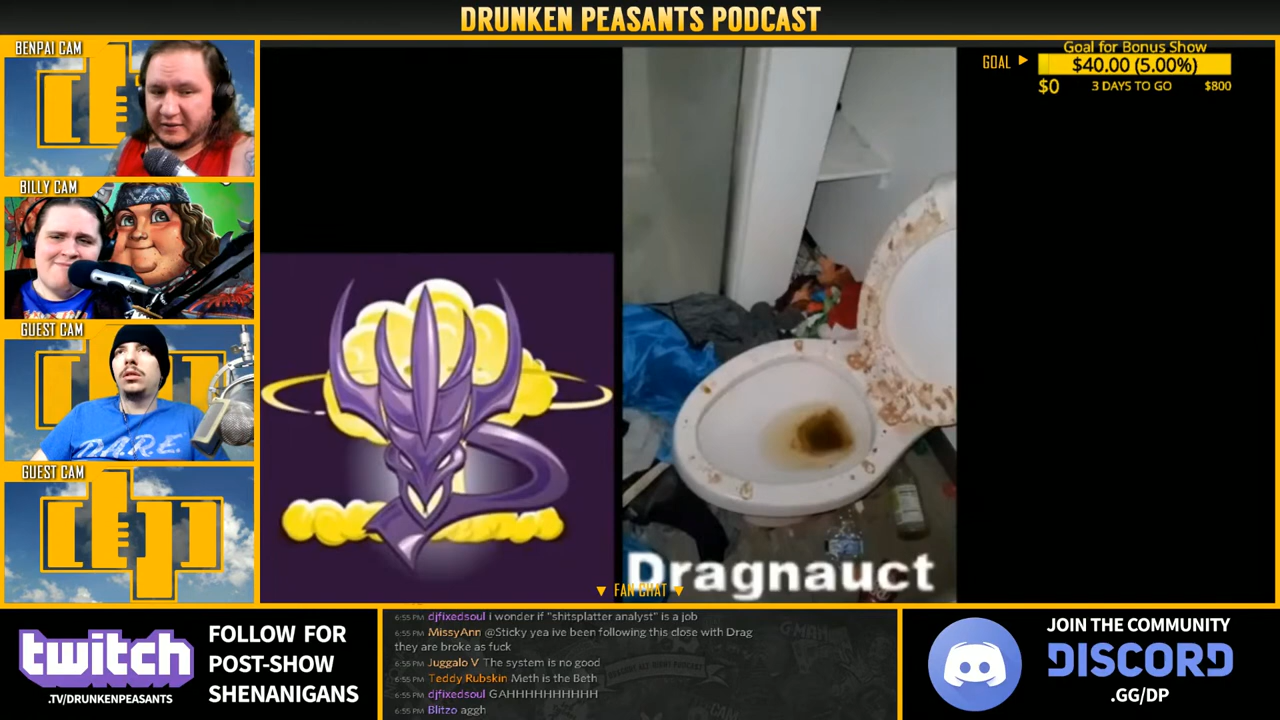 DRUNKEN PEASANTS PODCAST
BENPAI CAM
BILLY CAM
GUEST CAM
D.A.R.E.
GUEST CAM
Goal for Bonus Show
GOAL
$40.00 (5.00%)
$0 3 DAYS TO GO $800
Dragnauct
▼ FAN CHAT ▼
6:55 PM djfixedsoul i wonder if "shitsplatter analyst" is a job
6:55 PM MissyAnn @Sticky yea ive been following this close with Drag
they are broke as fuck
6:55 PM Juggalo V The system is no good
6:55 PM Teddy Rubskin Meth is the Beth
6:55 PM djfixedsoul GAHHHHHHHHHHH
6:55 PM Blitzo aggh
twitch
.TV/DRUNKENPEASANTS
FOLLOW FOR
POST-SHOW
SHENANIGANS
JOIN THE COMMUNITY
DISCORD
.GG/DP